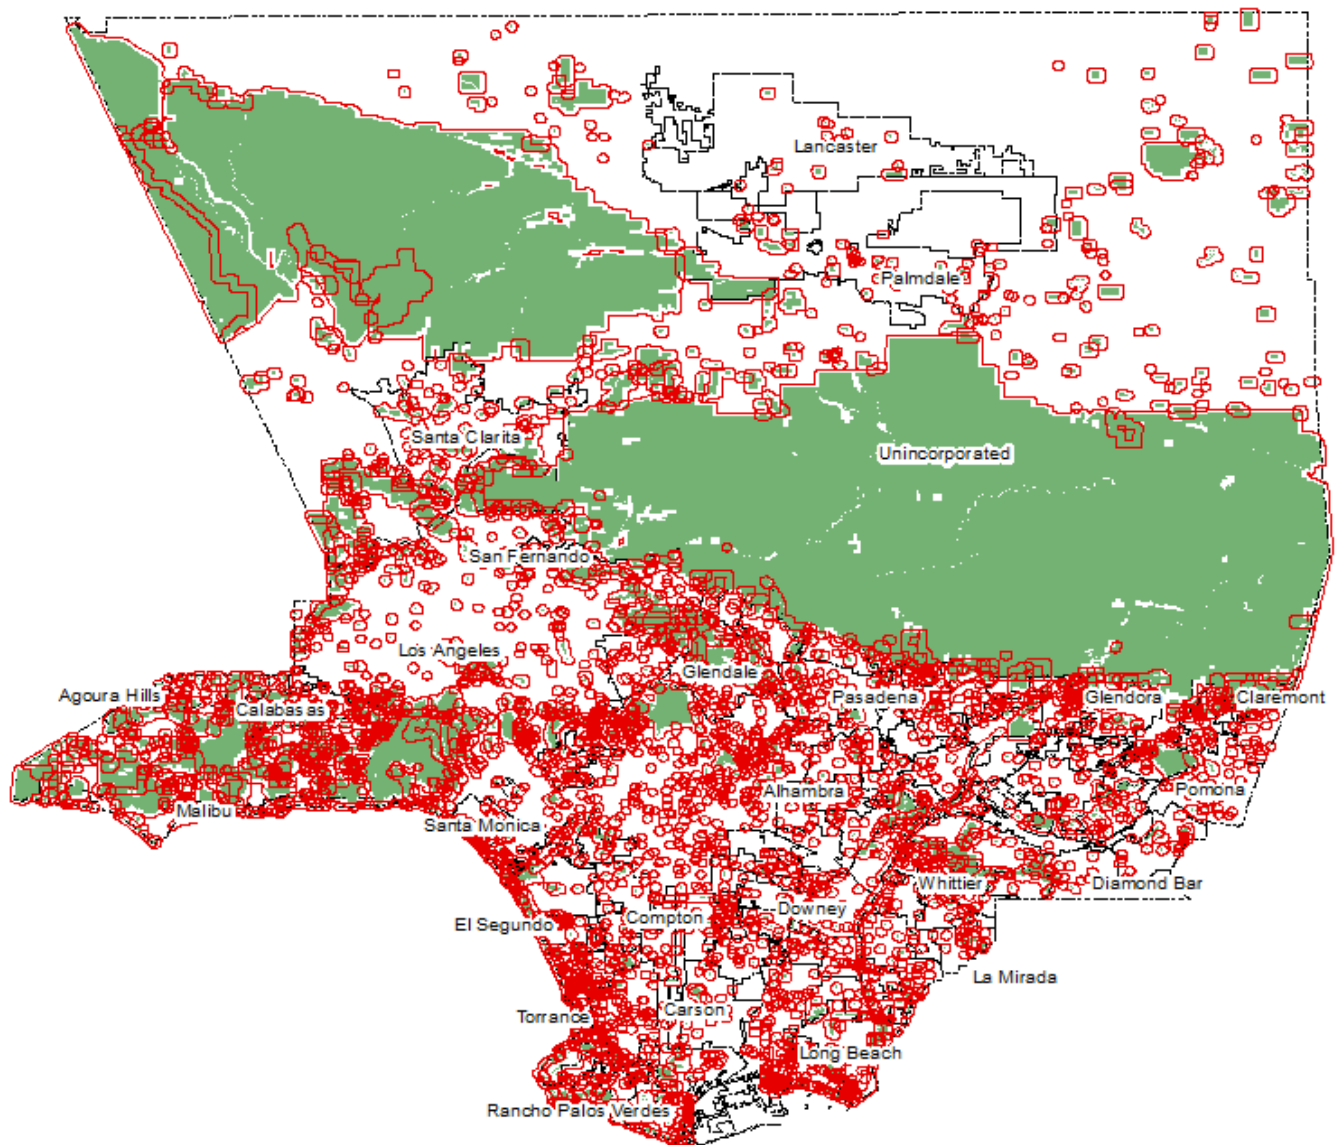 Lancaster
Palmdale
Santa Clarita
Unincorporated
San Fernando
Los Angeles
Glendale
Agoura Hills
Calabasas
Pasadena
Glendora
Claremont
Malibu
Alhambra
Pomona
Santa Monica
Whittier
Diamond Bar
El Segundo
Compton
Downey
La Mirada
Torrance
Carson
Long Beach
Rancho Palos Verdes